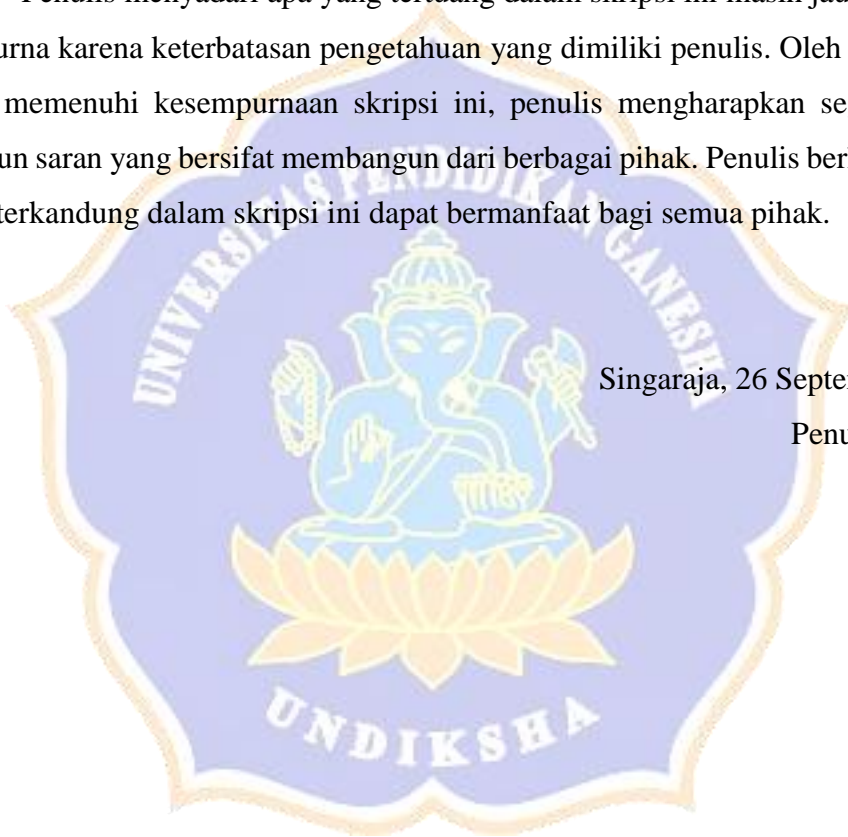 Penulis menyadari apa yang tertuang dalam skripsi ini masih jau
urna karena keterbatasan pengetahuan yang dimiliki penulis. Oleh
memenuhi kesempurnaan skripsi ini, penulis mengharapkan se
un saran yang bersifat membangun dari berbagai pihak. Penulis ber
terkandung dalam skripsi ini dapat bermanfaat bagi semua pihak.
UNIVERSITAS PENDIDIKAN GANESHA
Singaraja, 26 Septe
Penu
UNDIKSHA